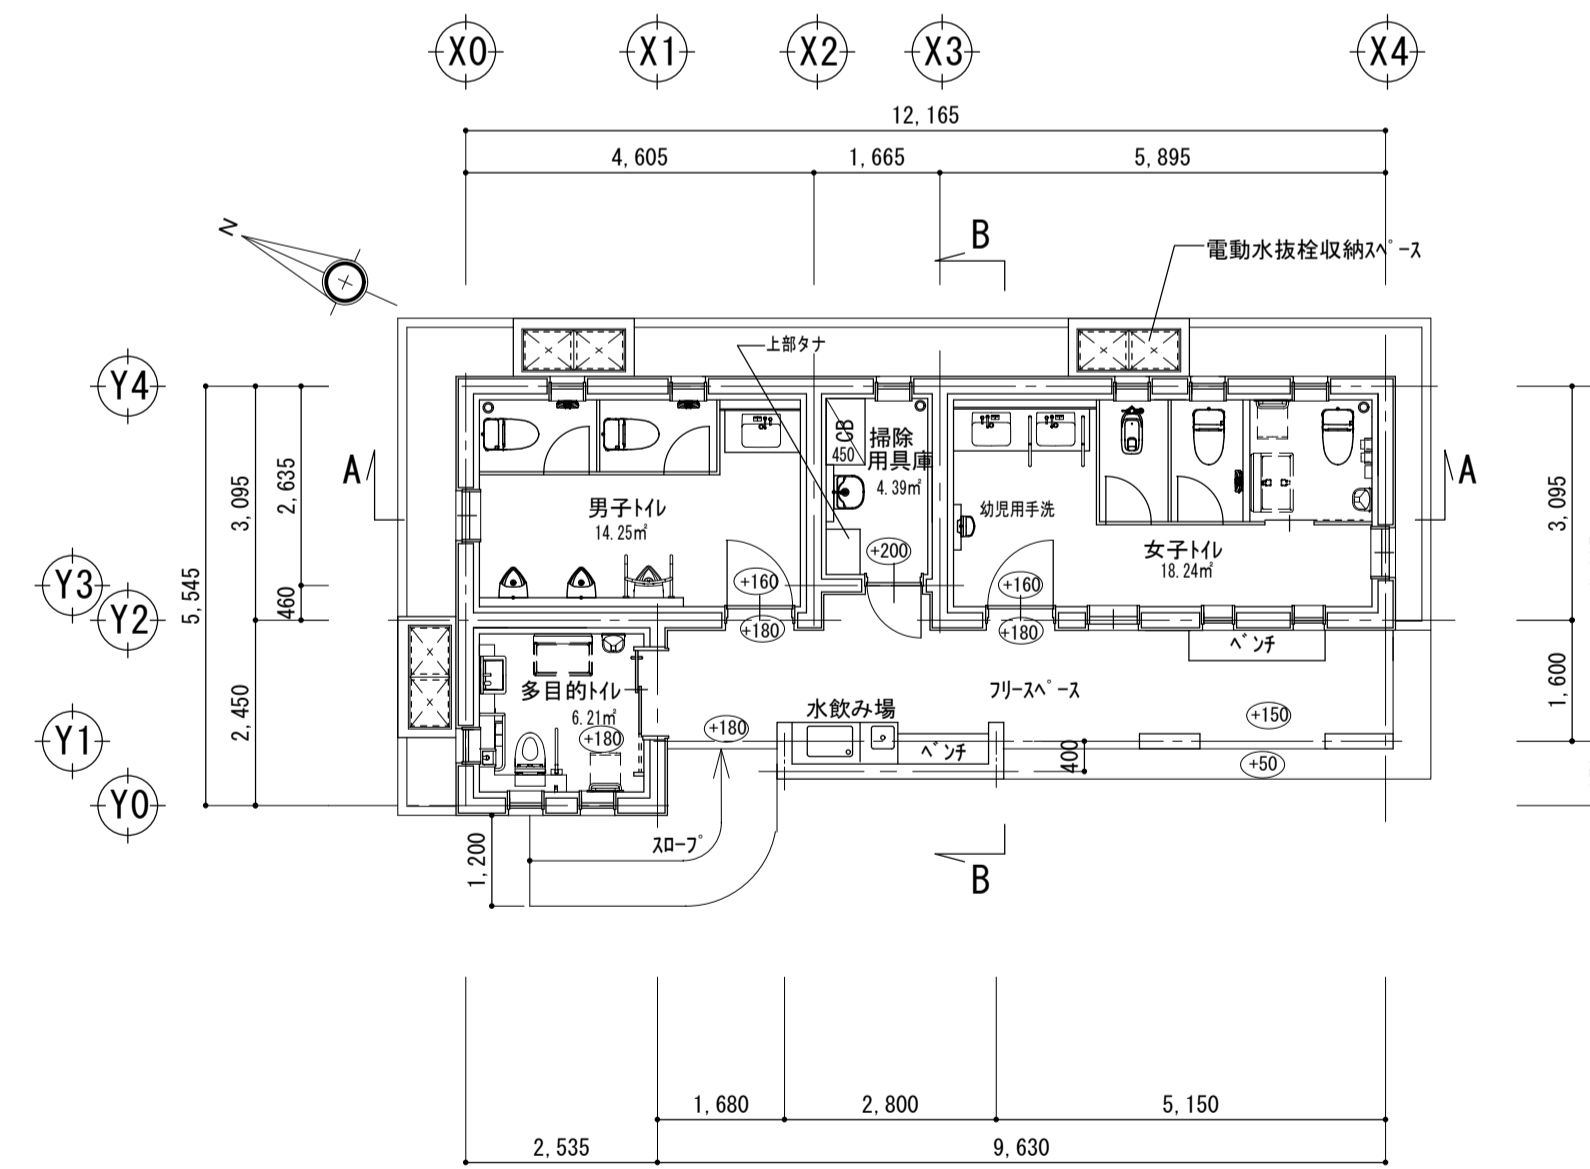 X0 X1 X2 X3 X4
12,165
4,605 1,665 5,895
N
B
電動水抜栓収納スペース
上部タナ
Y4
A
A
CB
450
掃除
用具庫
4.39㎡
3,095
2,635
3,095
男子トイレ
14.25㎡
幼児用手洗
女子トイレ
18.24㎡
+200
+160
+160
Y3
5,545
460
Y2
+180
+180
ベンチ
フリースペース
多目的トイレ
6.21㎡
+180
2,450
1,600
水飲み場
+180
+150
Y1
ベンチ
400
+50
Y0
1,200
スロープ
B
1,680 2,800 5,150
2,535 9,630